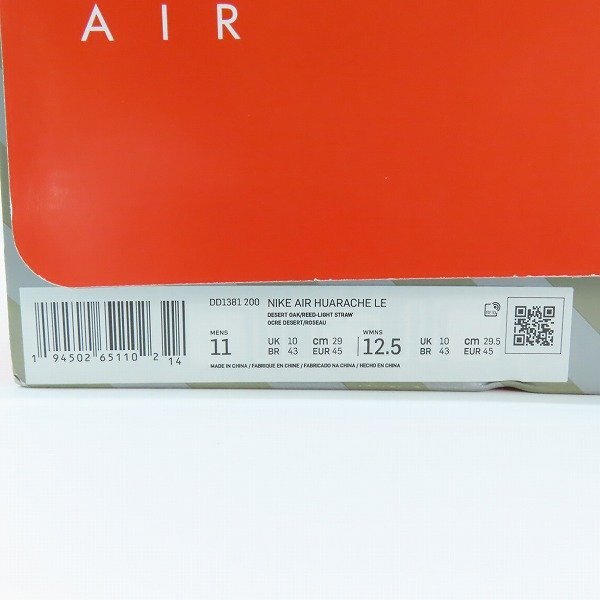 AIR
DD1381 200 NIKE AIR HUARACHE LE
DESERT OAK/REED-LIGHT STRAW
OCRE DESERT/ROSEAU
MENS
11
UK 10 cm 29
BR 43 EUR 45
WMNS
12.5
UK 10 cm 29.5
BR 43 EUR 45
MADE IN CHINA / FABRIQUE EN CHINE / FABRICADO NA CHINA / HECHO EN CHINA
1 94502 65110 2 14